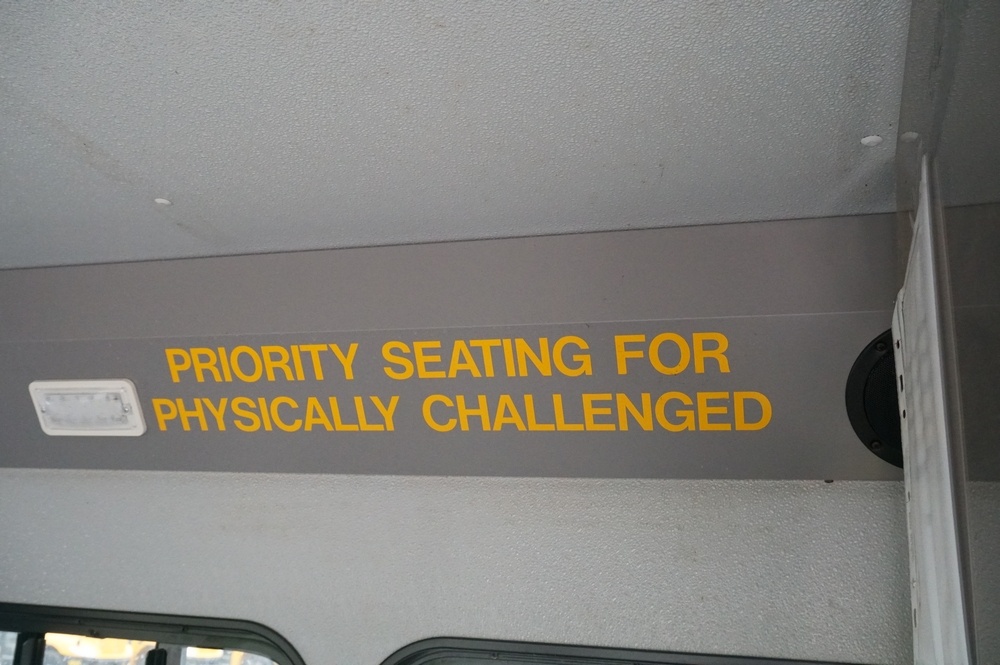 PRIORITY SEATING FOR
PHYSICALLY CHALLENGED